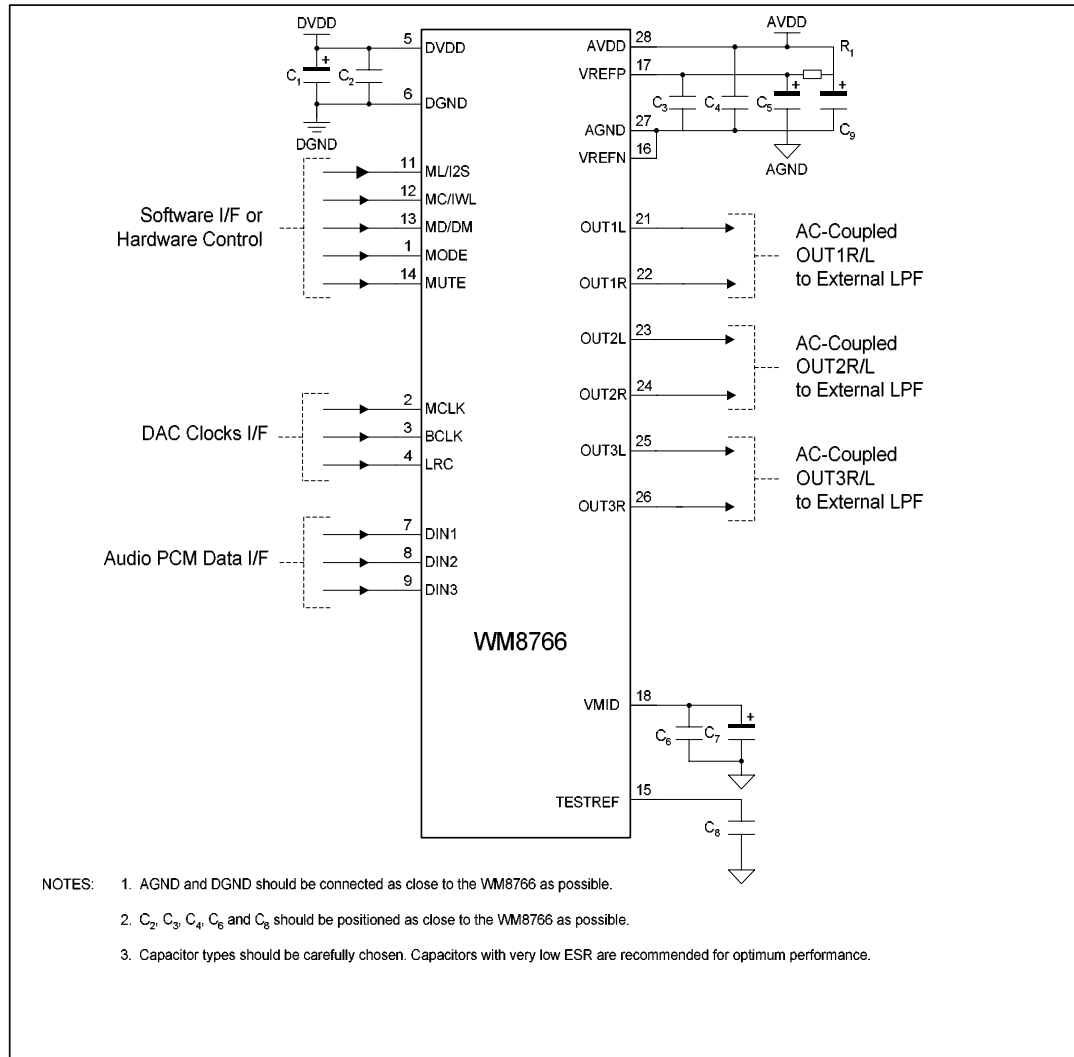 DVDD
5
DVDD
+
C1
C2
6
DGND
DGND
AVDD
28
AVDD
R1
17
VREFP
+
+
C3
C4
C5
C9
27
AGND
VREFN
16
AGND
11
ML/I2S
12
MC/IWL
13
MD/DM
1
MODE
14
MUTE
Software I/F or
Hardware Control
2
MCLK
3
BCLK
4
LRC
DAC Clocks I/F
7
DIN1
8
DIN2
9
DIN3
Audio PCM Data I/F
21
OUT1L
22
OUT1R
AC-Coupled
OUT1R/L
to External LPF
23
OUT2L
24
OUT2R
AC-Coupled
OUT2R/L
to External LPF
25
OUT3L
26
OUT3R
AC-Coupled
OUT3R/L
to External LPF
WM8766
18
VMID
+
C6
C7
15
TESTREF
C8
NOTES: 1. AGND and DGND should be connected as close to the WM8766 as possible.
2. C2, C3, C4, C6 and C8 should be positioned as close to the WM8766 as possible.
3. Capacitor types should be carefully chosen. Capacitors with very low ESR are recommended for optimum performance.